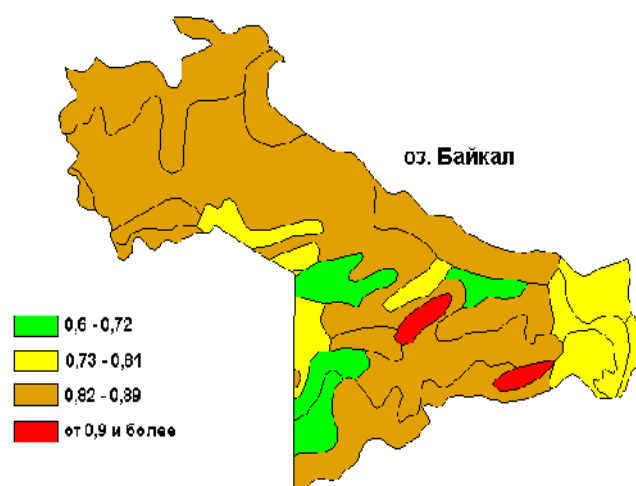 оз. Байкал
0,6 - 0,72
0,73 - 0,81
0,82 - 0,89
от 0,9 и более